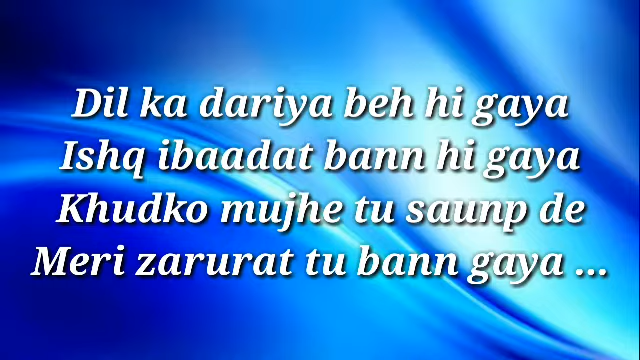 Dil ka dariya beh hi gaya
Ishq ibaadat bann hi gaya
Khudko mujhe tu saunp de
Meri zarurat tu bann gaya ...